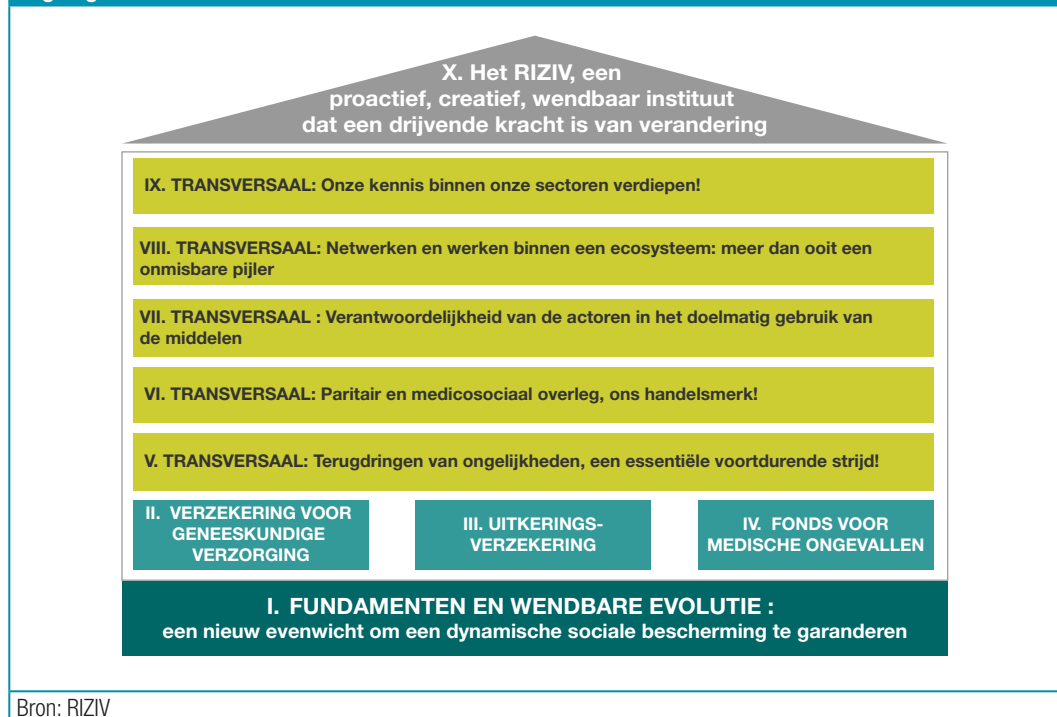 X. Het RIZIV, een
proactief, creatief, wendbaar instituut
dat een drijvende kracht is van verandering
IX. TRANSVERSAAL: Onze kennis binnen onze sectoren verdiepen!
VIII. TRANSVERSAAL: Netwerken en werken binnen een ecosysteem: meer dan ooit een
onmisbare pijler
VII. TRANSVERSAAL : Verantwoordelijkheid van de actoren in het doelmatig gebruik van
de middelen
VI. TRANSVERSAAL: Paritair en medicosociaal overleg, ons handelsmerk!
V. TRANSVERSAAL: Terugdringen van ongelijkheden, een essentiële voortdurende strijd!
II. VERZEKERING VOOR
GENEESKUNDIGE
VERZORGING
III. UITKERINGS-
VERZEKERING
IV. FONDS VOOR
MEDISCHE ONGEVALLEN
I. FUNDAMENTEN EN WENDBARE EVOLUTIE :
een nieuw evenwicht om een dynamische sociale bescherming te garanderen
Bron: RIZIV